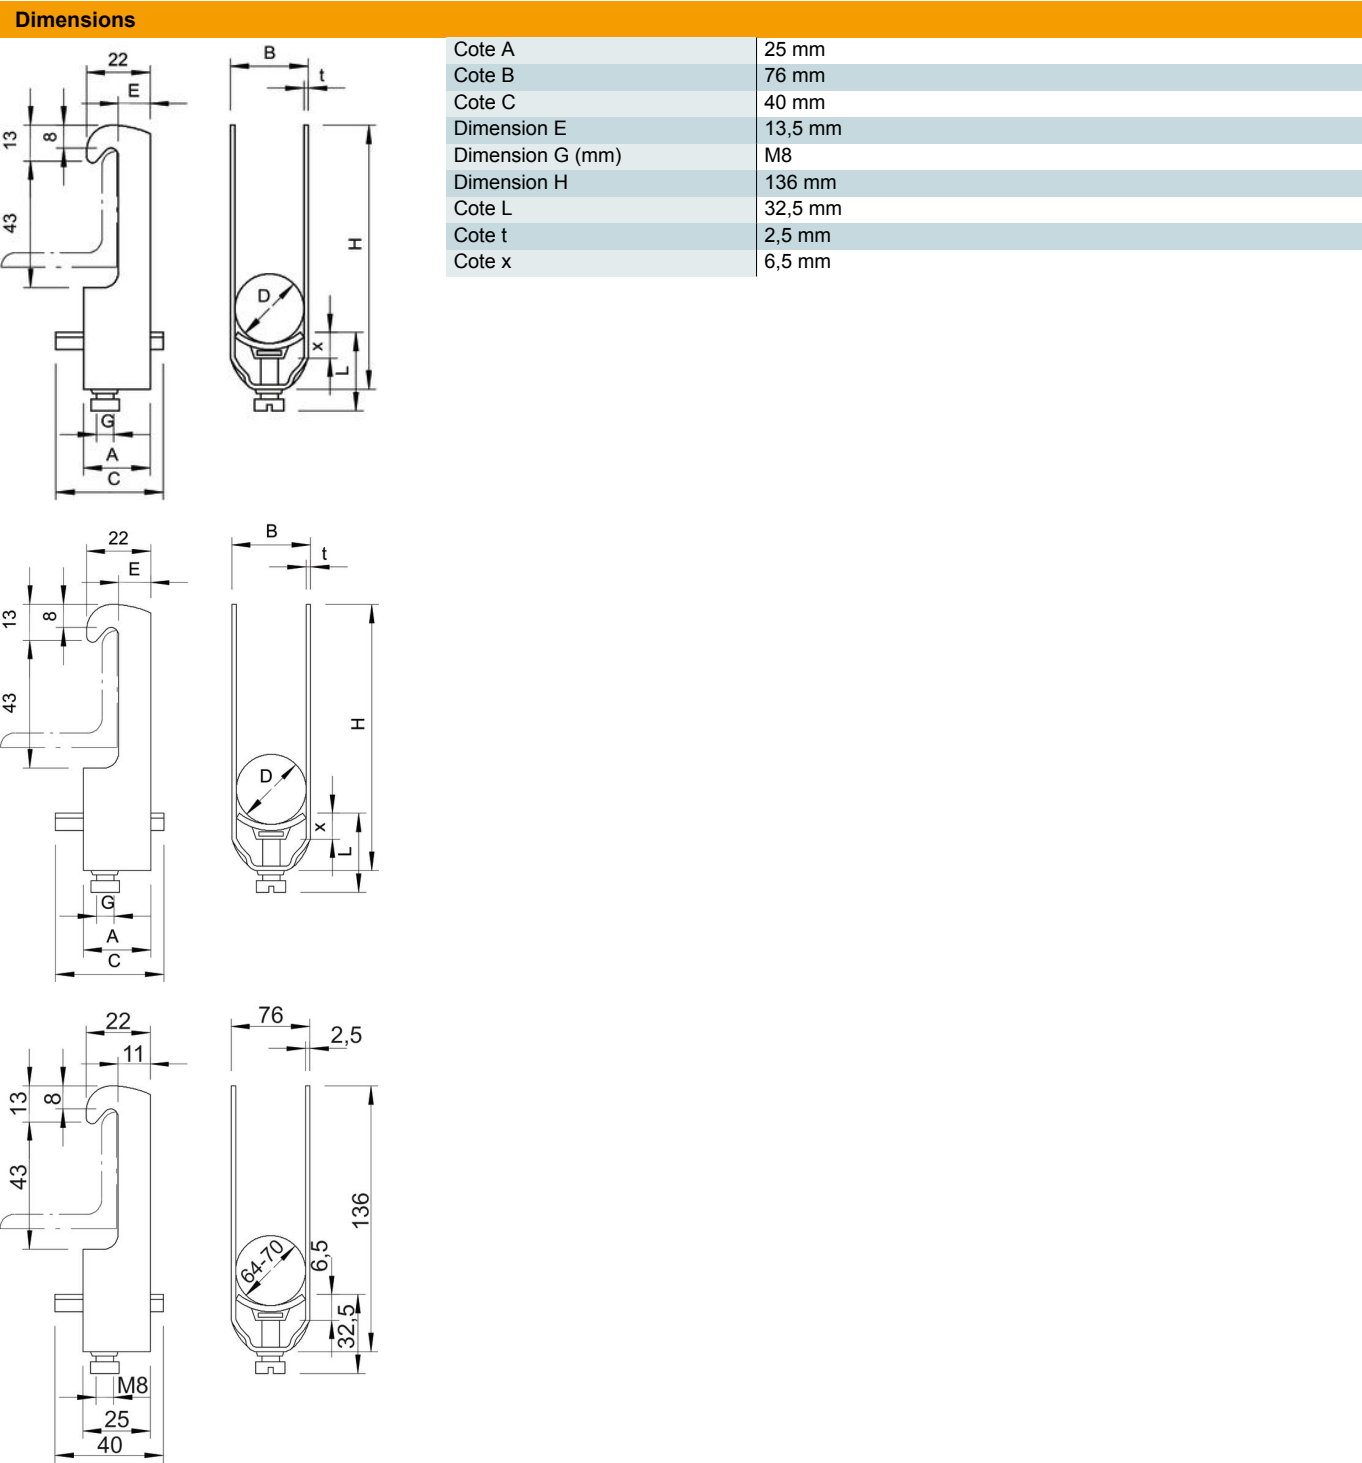 Dimensions
Cote A 25 mm
Cote B 76 mm
Cote C 40 mm
Dimension E 13,5 mm
Dimension G (mm) M8
Dimension H 136 mm
Cote L 32,5 mm
Cote t 2,5 mm
Cote x 6,5 mm
22
E
13
8
43
G
A
C
B
t
H
D
x
L
22
E
13
8
43
G
A
C
B
t
H
D
x
L
22
11
13
8
43
M8
25
40
76
2,5
136
64-70
6,5
32,5